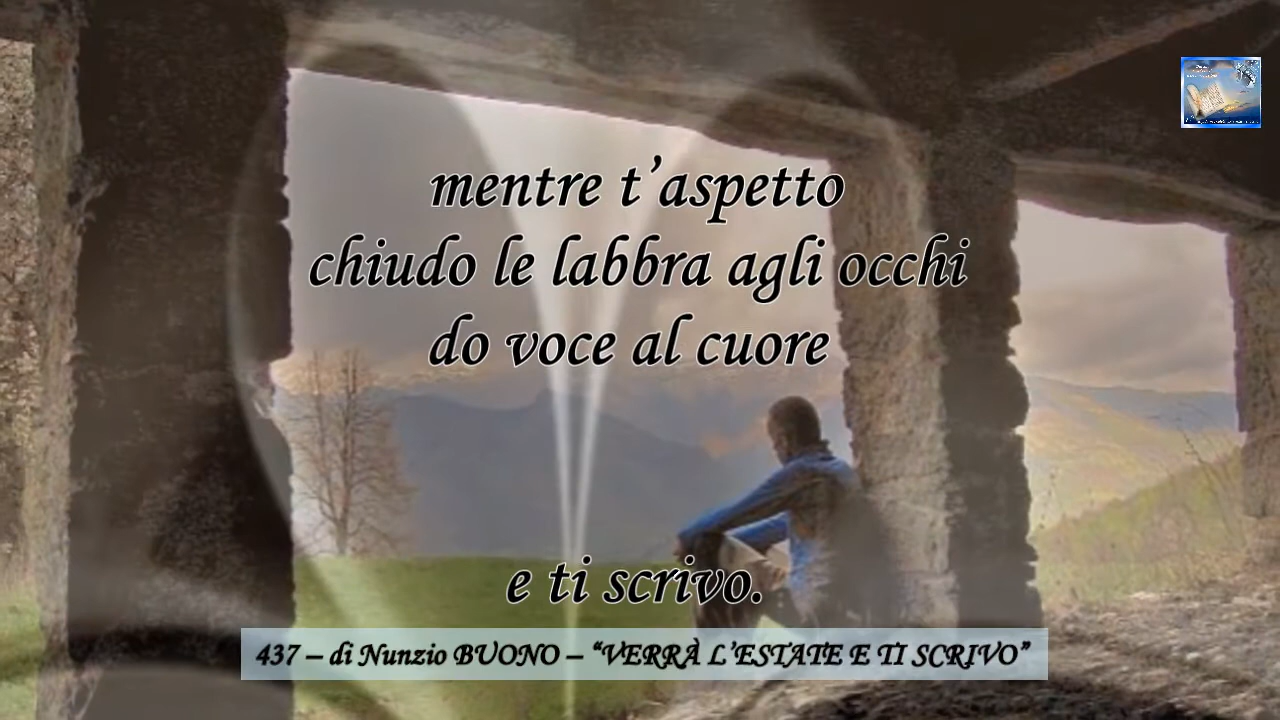 mentre t’aspetto
chiudo le labbra agli occhi
do voce al cuore
e ti scrivo.
437 – di Nunzio BUONO – “VERRÀ L’ESTATE E TI SCRIVO”